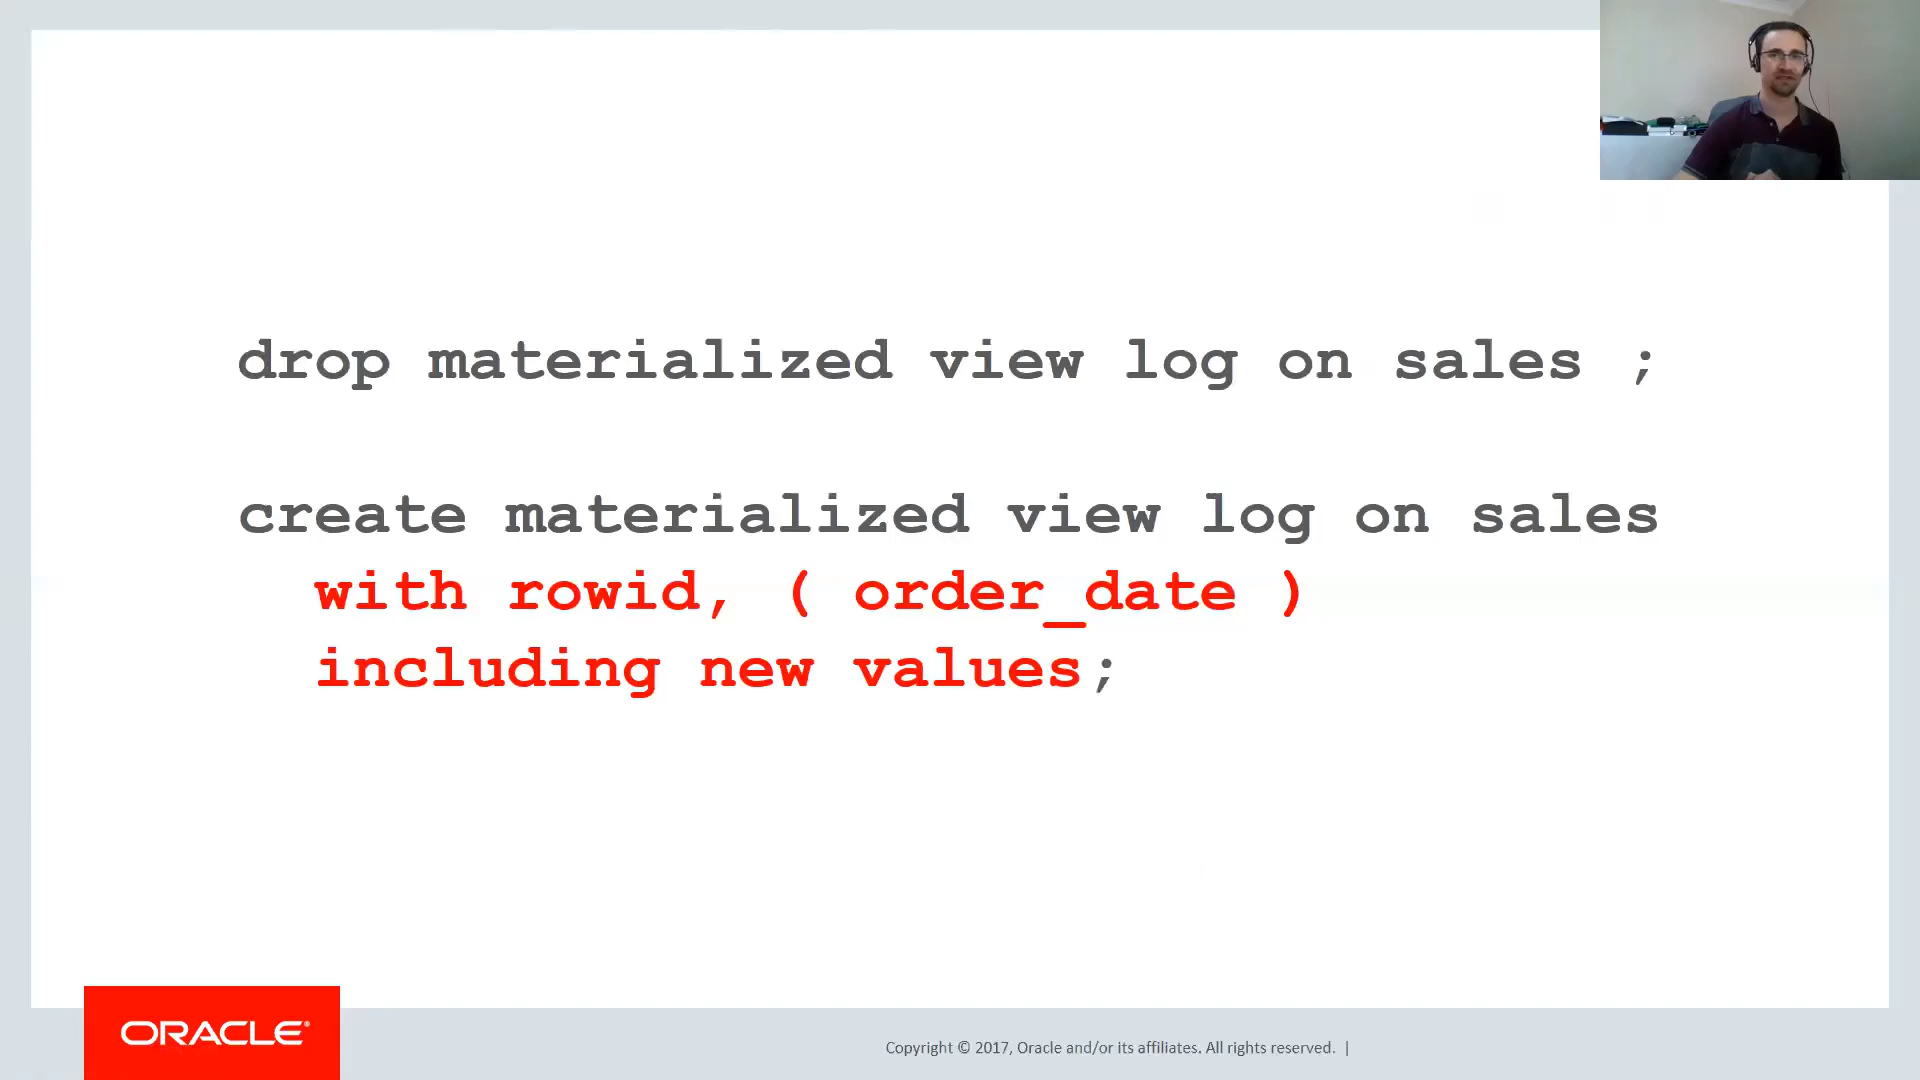 drop materialized view log on sales ;
create materialized view log on sales
with rowid, ( order_date )
including new values;
ORACLE®
Copyright © 2017, Oracle and/or its affiliates. All rights reserved. |